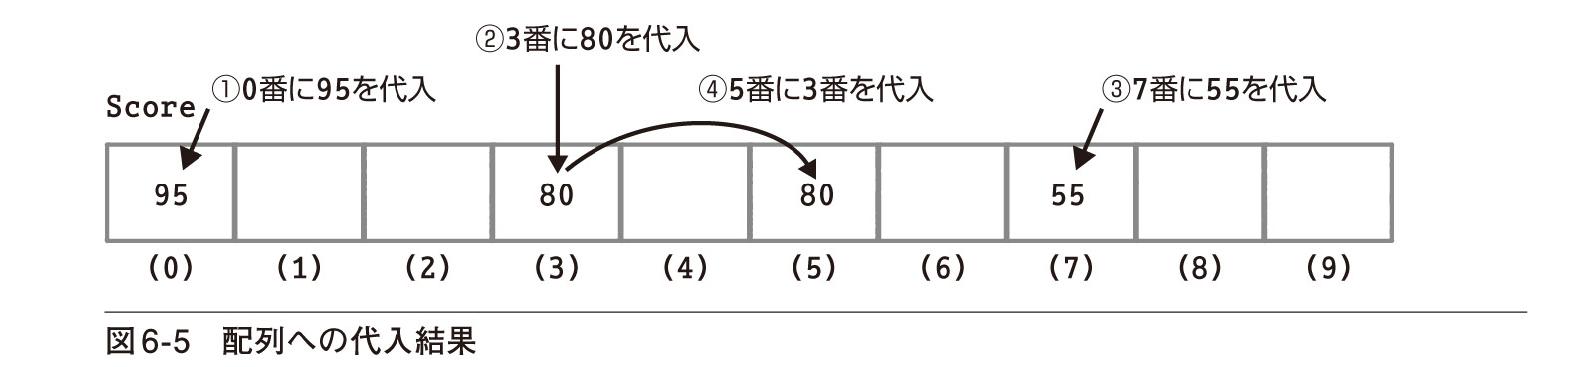 ②3番に80を代入
①0番に95を代入
④5番に3番を代入
③7番に55を代入
Score
95 80 80 55
(0) (1) (2) (3) (4) (5) (6) (7) (8) (9)
図6-5 配列への代入結果